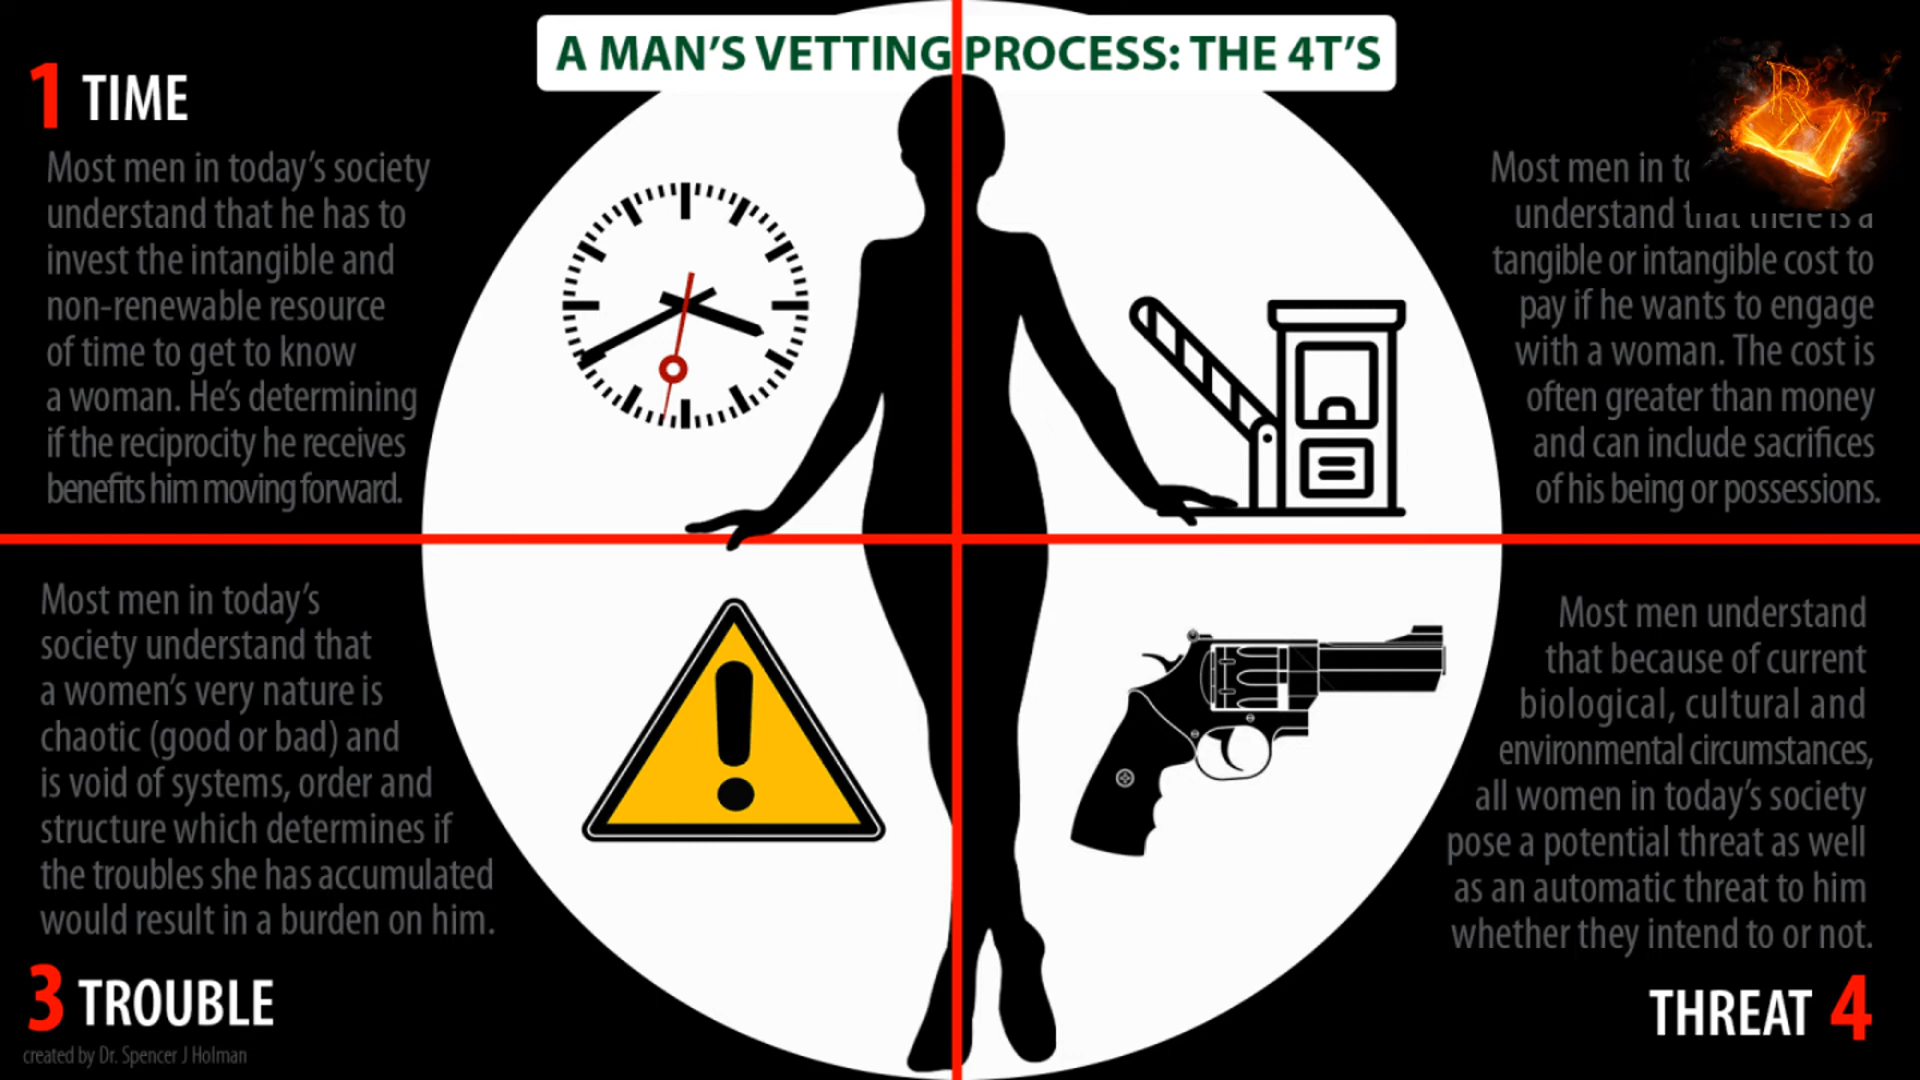 A MAN'S VETTING PROCESS: THE 4T'S
1 TIME
Most men in today's society
understand that he has to
invest the intangible and
non-renewable resource
of time to get to know
a woman. He's determining
if the reciprocity he receives
benefits him moving forward.
R
Most men in
understand that there is a
tangible or intangible cost to
pay if he wants to engage
with a woman. The cost is
often greater than money
and can include sacrifices
of his being or possessions.
Most men in today's
society understand that
a women's very nature is
chaotic (good or bad) and
is void of systems, order and
structure which determines if
the troubles she has accumulated
would result in a burden on him.
3 TROUBLE
created by Dr. Spencer J Holman
Most men understand
that because of current
biological, cultural and
environmental circumstances,
all women in today's society
pose a potential threat as well
as an automatic threat to him
whether they intend to or not.
THREAT 4